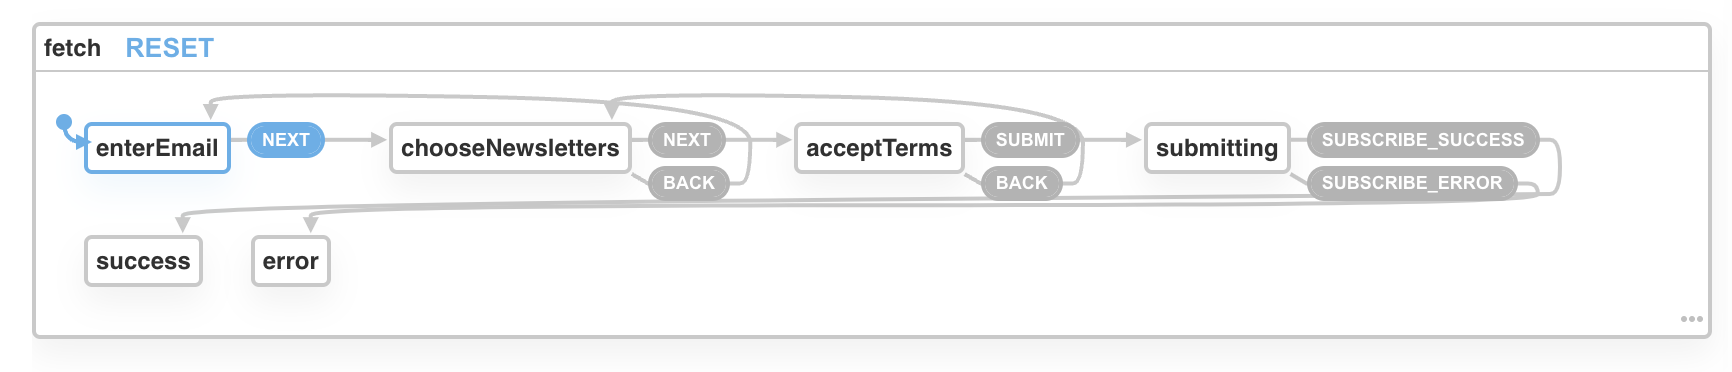 fetch RESET
enterEmail NEXT chooseNewsletters NEXT acceptTerms SUBMIT submitting SUBSCRIBE_SUCCESS
BACK BACK SUBSCRIBE_ERROR
success error